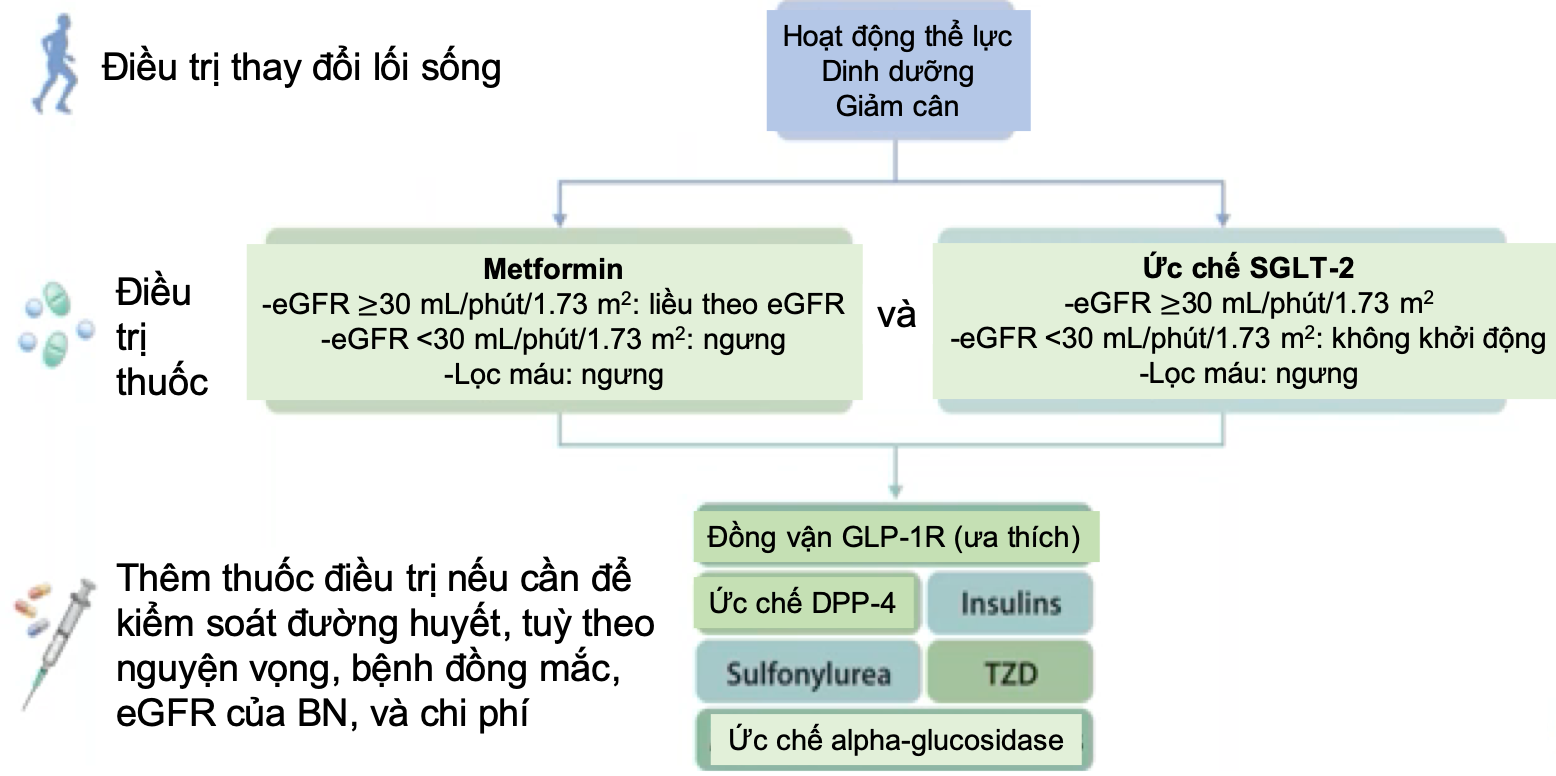 Điều trị thay đổi lối sống
Hoạt động thể lực
Dinh dưỡng
Giảm cân
Điều
trị
thuốc
Metformin
-eGFR ≥30 mL/phút/1.73 m²: liều theo eGFR
-eGFR <30 mL/phút/1.73 m²: ngưng
-Lọc máu: ngưng
và
Ức chế SGLT-2
-eGFR ≥30 mL/phút/1.73 m²
-eGFR <30 mL/phút/1.73 m²: không khởi động
-Lọc máu: ngưng
Thêm thuốc điều trị nếu cần để
kiểm soát đường huyết, tuỳ theo
nguyện vọng, bệnh đồng mắc,
eGFR của BN, và chi phí
Đồng vận GLP-1R (ưa thích)
Ức chế DPP-4
Insulins
Sulfonylurea
TZD
Ức chế alpha-glucosidase